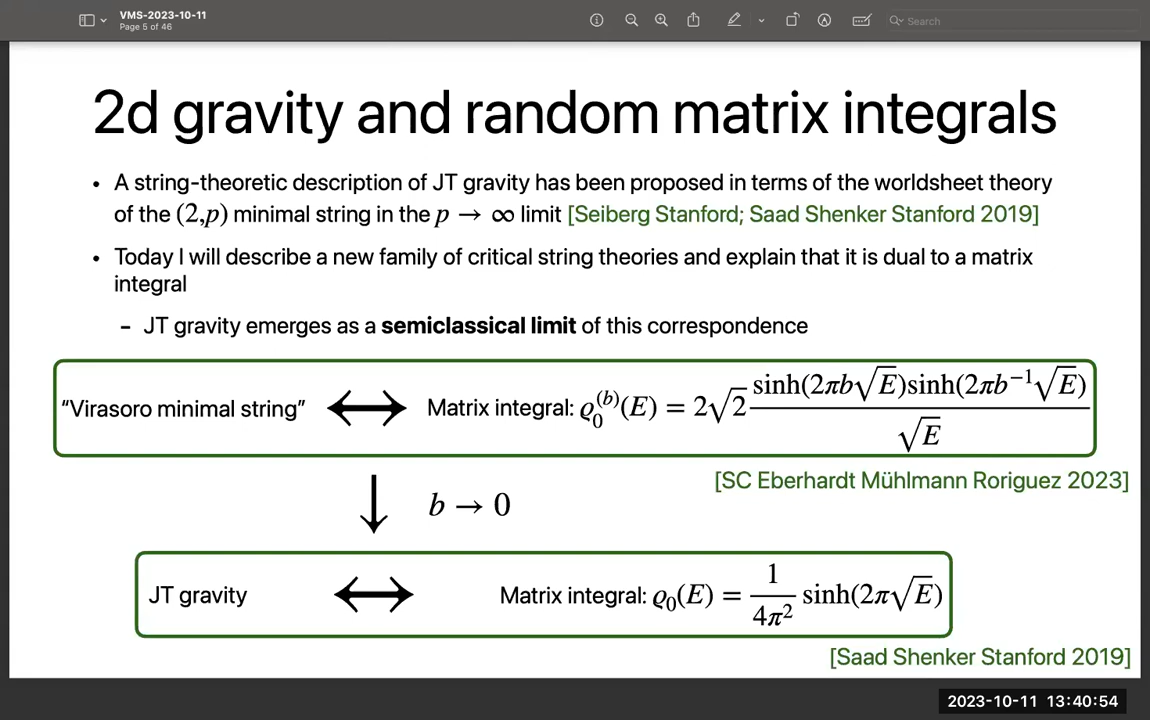 VMS-2023-10-11
Page 5 of 46
Search
2d gravity and random matrix integrals
• A string-theoretic description of JT gravity has been proposed in terms of the worldsheet theory
of the (2,p) minimal string in the p → ∞ limit [Seiberg Stanford; Saad Shenker Stanford 2019]
• Today I will describe a new family of critical string theories and explain that it is dual to a matrix
integral
– JT gravity emerges as a semiclassical limit of this correspondence
“Virasoro minimal string” ↔ Matrix integral: ϱ₀⁽ᵇ⁾(E) = 2√2 sinh(2πb√E)sinh(2πb⁻¹√E) / √E
[SC Eberhardt Mühlmann Roriguez 2023]
↓ b → 0
JT gravity ↔ Matrix integral: ϱ₀(E) = 1/4π² sinh(2π√E)
[Saad Shenker Stanford 2019]
2023-10-11 13:40:54